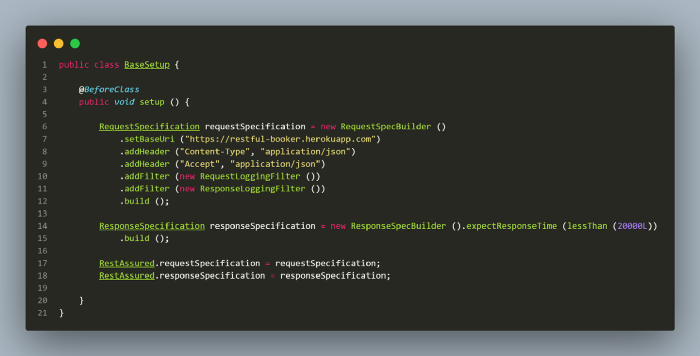 1 public class BaseSetup {
2
3 @BeforeClass
4 public void setup () {
5
6 RequestSpecification requestSpecification = new RequestSpecBuilder ()
7 .setBaseUri ("https://restful-booker.herokuapp.com")
8 .addHeader ("Content-Type", "application/json")
9 .addHeader ("Accept", "application/json")
10 .addFilter (new RequestLoggingFilter ())
11 .addFilter (new ResponseLoggingFilter ())
12 .build ();
13
14 ResponseSpecification responseSpecification = new ResponseSpecBuilder ().expectResponseTime (lessThan (20000L))
15 .build ();
16
17 RestAssured.requestSpecification = requestSpecification;
18 RestAssured.responseSpecification = responseSpecification;
19
20 }
21 }